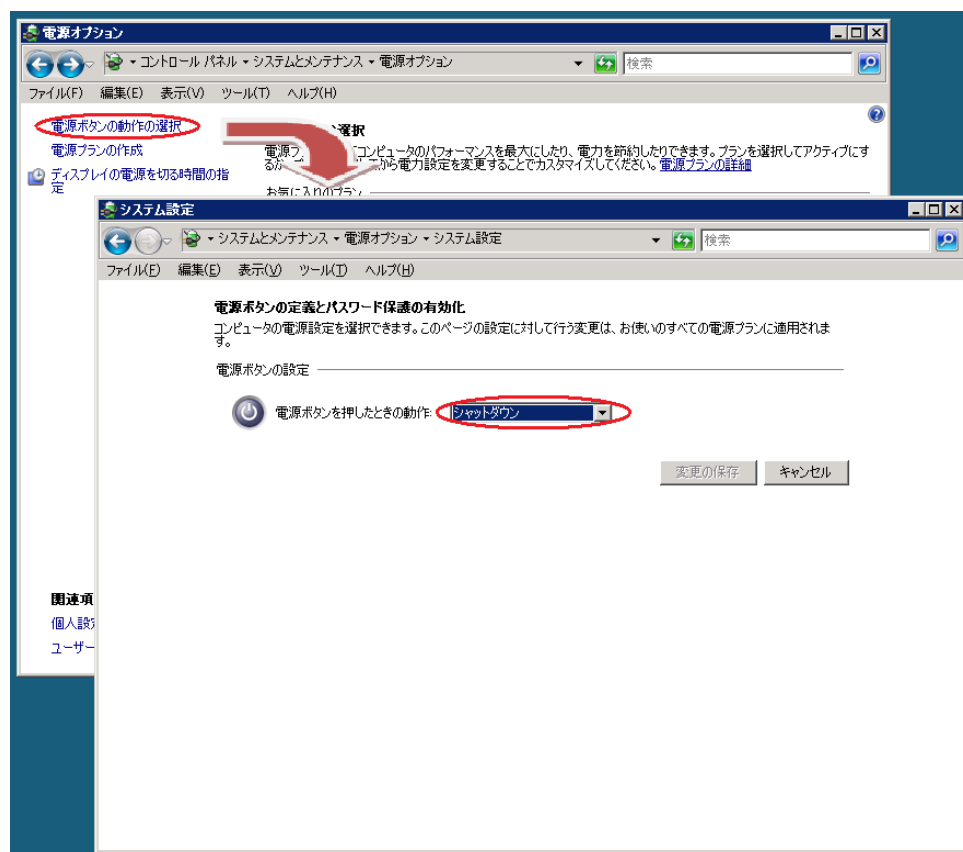 電源オプション
コントロール パネル ▾ システムとメンテナンス ▾ 電源オプション
検索
ファイル(F) 編集(E) 表示(V) ツール(T) ヘルプ(H)
電源ボタンの動作の選択
電源プランの作成
ディスプレイの電源を切る時間の指
定
選択
電源プ コンピュータのパフォーマンスを最大にしたり、電力を節約したりできます。プランを選択してアクティブにす
るか から電力設定を変更することでカスタマイズしてください。電源プランの詳細
お気に入りのプラン
システム設定
システムとメンテナンス ▾ 電源オプション ▾ システム設定
検索
ファイル(F) 編集(E) 表示(V) ツール(T) ヘルプ(H)
電源ボタンの定義とパスワード保護の有効化
コンピュータの電源設定を選択できます。このページの設定に対して行う変更は、お使いのすべての電源プランに適用されま
す。
電源ボタンの設定
電源ボタンを押したときの動作:
シャットダウン
変更の保存
キャンセル
関連項
個人設
ユーザー